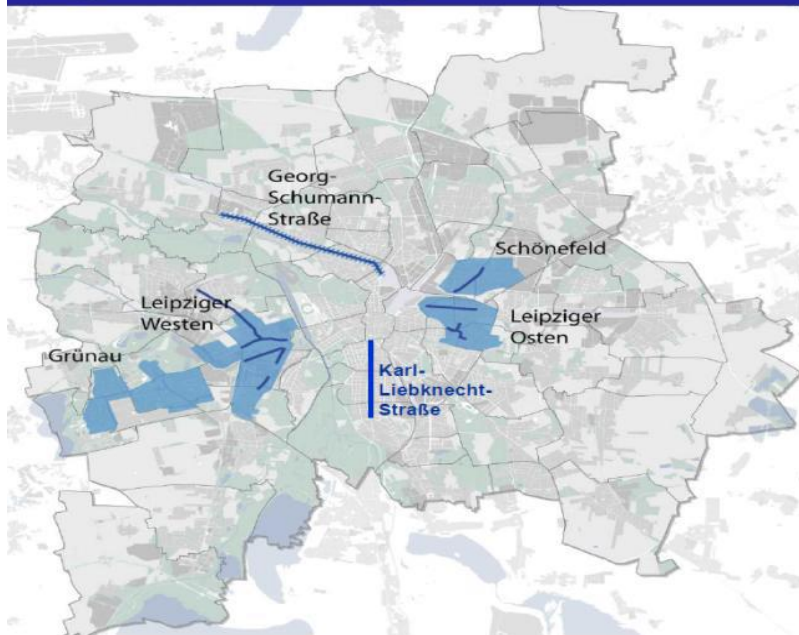 Georg-
Schumann-
Straße
Schönefeld
Leipziger
Westen
Leipziger
Osten
Grünau
Karl-
Liebknecht-
Straße